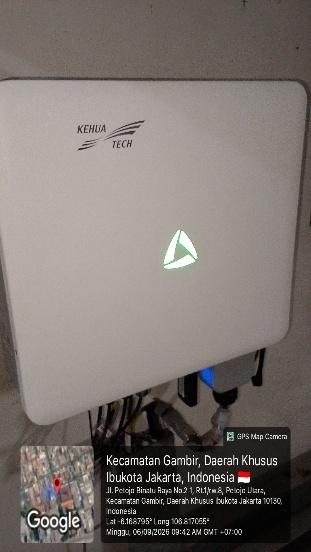 KEHUA
TECH
GPS Map Camera
Kecamatan Gambir, Daerah Khusus
Ibukota Jakarta, Indonesia 🇮🇩
Jl. Petojo Binatu Raya No.2 1, Rt.1/rw.8, Petojo Utara,
Kecamatan Gambir, Daerah Khusus Ibukota Jakarta 10130,
Indonesia
Lat -6.168795° Long 106.817055°
Minggu, 06/09/2026 09:42 AM GMT +07:00
Google